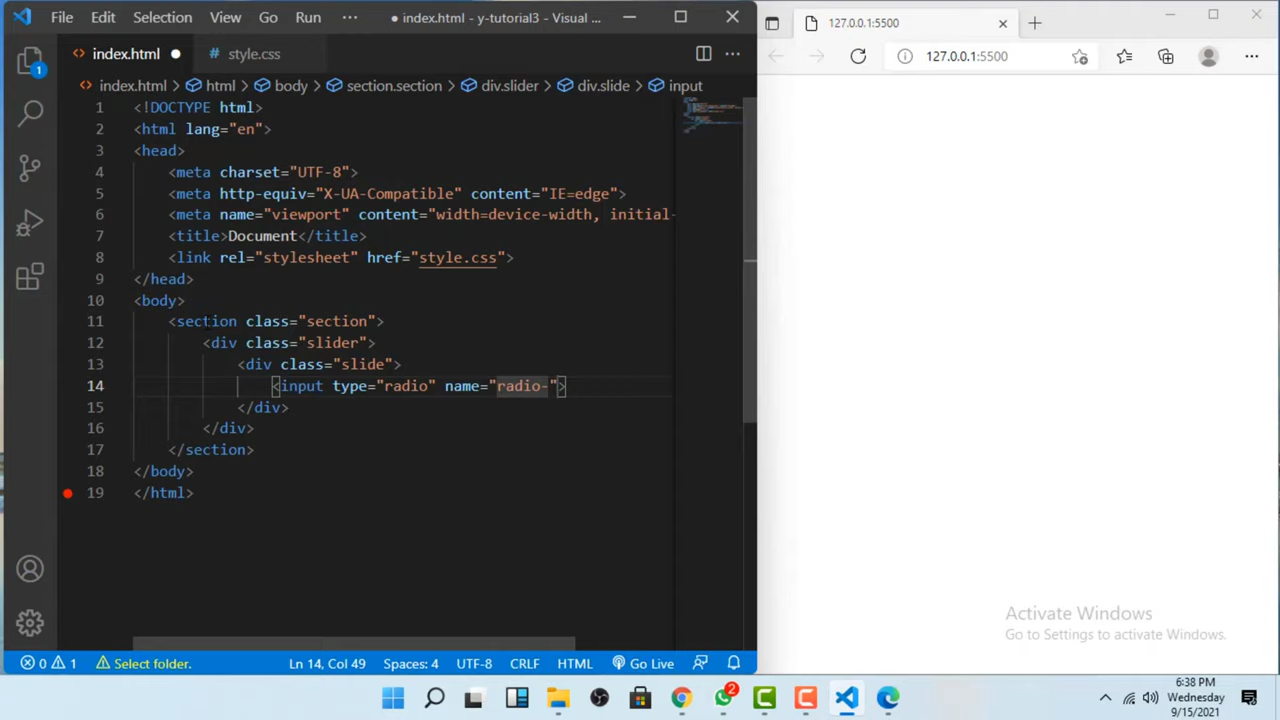 File Edit Selection View Go Run ··· ● index.html - y-tutorial3 - Visual ...
index.html ● # style.css
index.html > html > body > section.section > div.slider > div.slide > input
1 <!DOCTYPE html>
2 <html lang="en">
3 <head>
4 <meta charset="UTF-8">
5 <meta http-equiv="X-UA-Compatible" content="IE=edge">
6 <meta name="viewport" content="width=device-width, initial-
7 <title>Document</title>
8 <link rel="stylesheet" href="style.css">
9 </head>
10 <body>
11 <section class="section">
12 <div class="slider">
13 <div class="slide">
14 <input type="radio" name="radio-">
15 </div>
16 </div>
17 </section>
18 </body>
19 </html>
1
0 1 Select folder. Ln 14, Col 49 Spaces: 4 UTF-8 CRLF HTML Go Live
127.0.0.1:5500
127.0.0.1:5500
Activate Windows
Go to Settings to activate Windows.
2
6:38 PM
Wednesday
9/15/2021